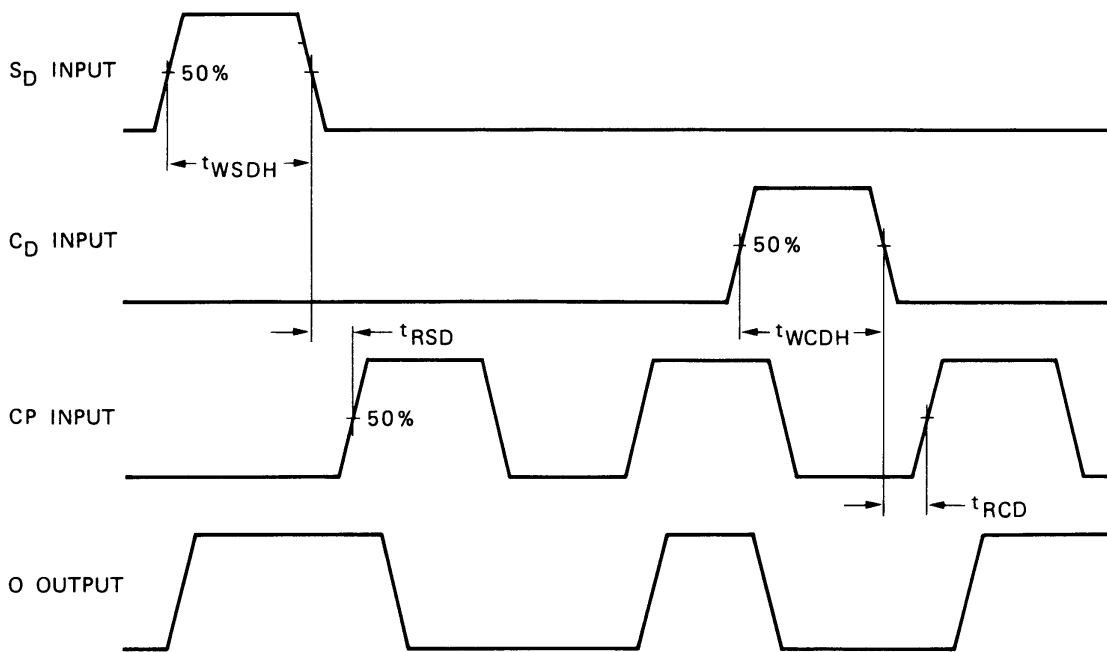 S_D INPUT
50%
t_WSDH
C_D INPUT
50%
t_WCDH
t_RSD
CP INPUT
50%
t_RCD
O OUTPUT